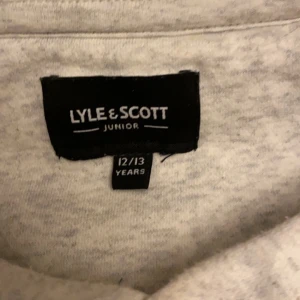 LYLE & SCOTT
JUNIOR
12/13
YEARS